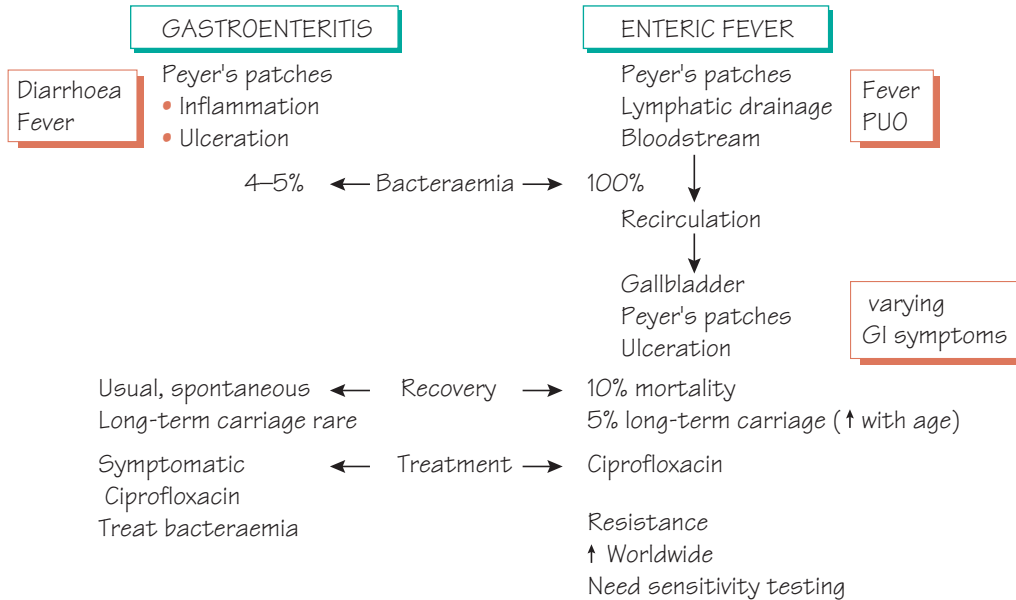 GASTROENTERITIS
ENTERIC FEVER
Diarrhoea
Fever
Peyer's patches
• Inflammation
• Ulceration
Peyer's patches
Lymphatic drainage
Bloodstream
Fever
PUO
4–5% ← Bacteraemia → 100%
Recirculation
Gallbladder
Peyer's patches
Ulceration
varying
GI symptoms
Usual, spontaneous ← Recovery → 10% mortality
Long-term carriage rare
5% long-term carriage (↑ with age)
Symptomatic ← Treatment → Ciprofloxacin
Ciprofloxacin
Treat bacteraemia
Resistance
↑ Worldwide
Need sensitivity testing